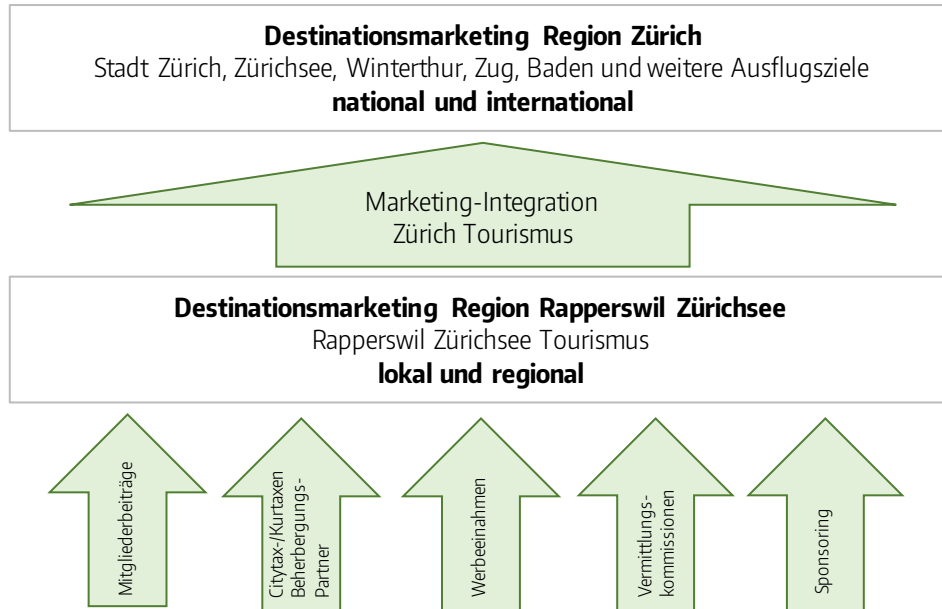 Destinationsmarketing Region Zürich
Stadt Zürich, Zürichsee, Winterthur, Zug, Baden und weitere Ausflugsziele
national und international
Marketing-Integration
Zürich Tourismus
Destinationsmarketing Region Rapperswil Zürichsee
Rapperswil Zürichsee Tourismus
lokal und regional
Mitgliederbeiträge
Citytax-/Kurtaxen
Beherbergungs-
Partner
Werbeeinahmen
Vermittlungs-
kommissionen
Sponsoring